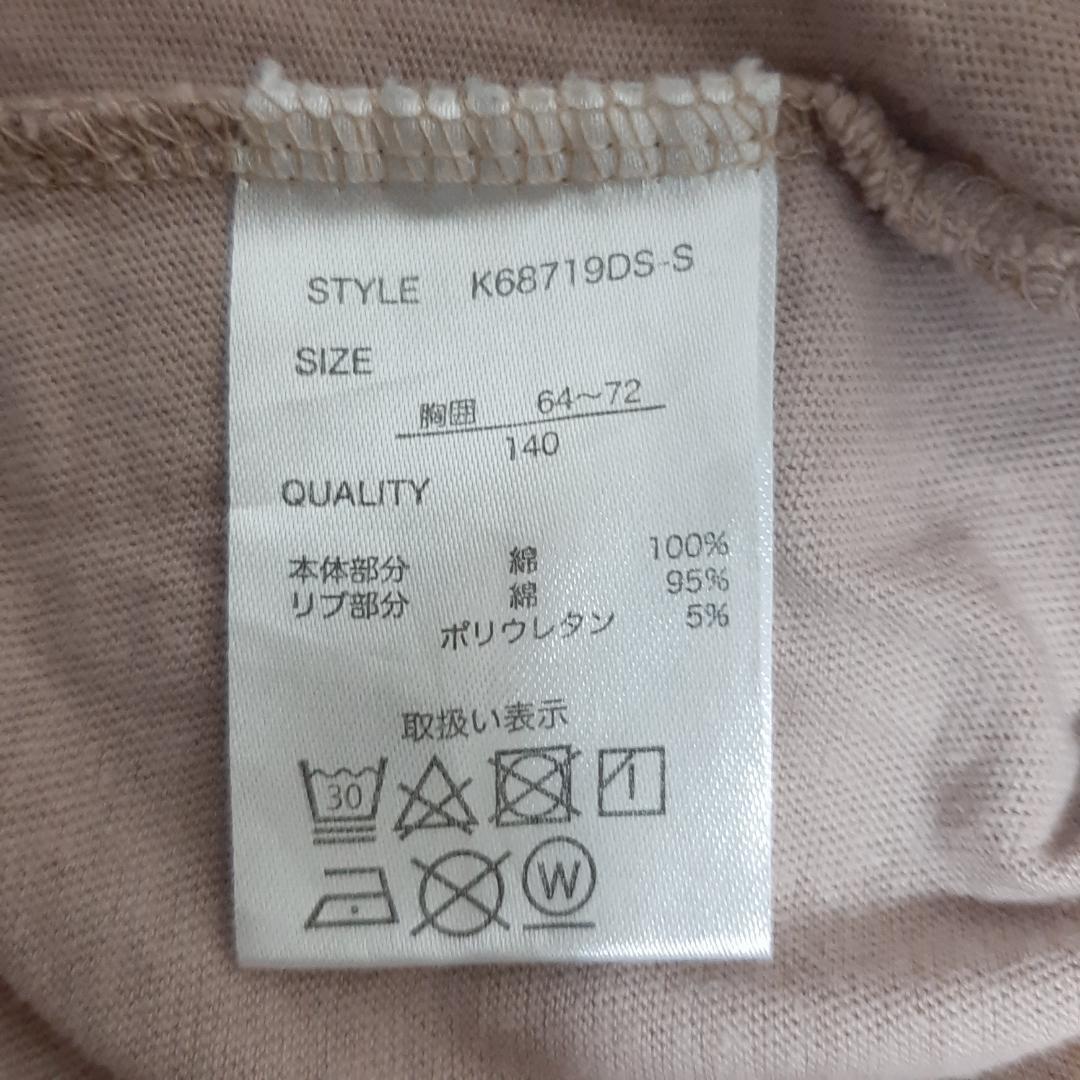 STYLE K68719DS-S
SIZE
胸囲 64～72
140
QUALITY
本体部分 綿 100%
リブ部分 綿 95%
ポリウレタン 5%
取扱い表示
30
W